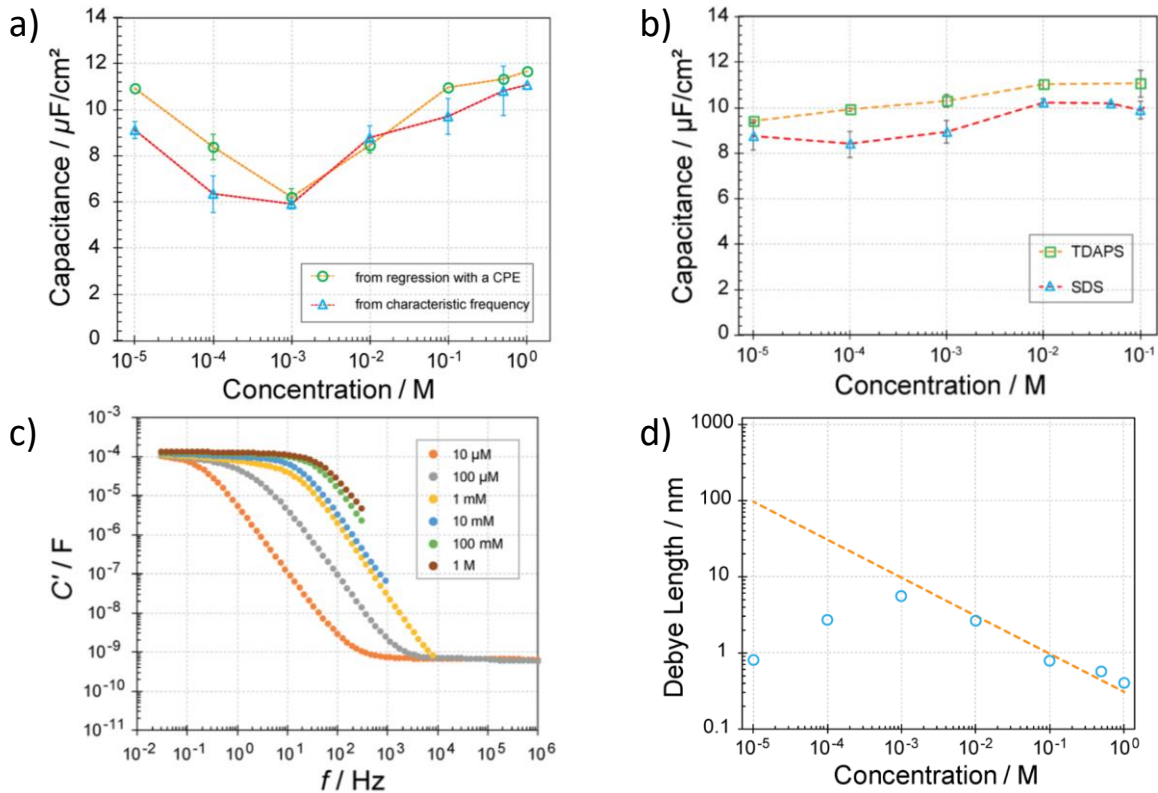 a)
Capacitance / µF/cm²
14
12
10
8
6
4
2
0
from regression with a CPE
from characteristic frequency
10⁻⁵ 10⁻⁴ 10⁻³ 10⁻² 10⁻¹ 10⁰
Concentration / M
b)
Capacitance / µF/cm²
14
12
10
8
6
4
2
0
TDAPS
SDS
10⁻⁵ 10⁻⁴ 10⁻³ 10⁻² 10⁻¹
Concentration / M
c)
C' / F
10⁻³
10⁻⁴
10⁻⁵
10⁻⁶
10⁻⁷
10⁻⁸
10⁻⁹
10⁻¹⁰
10⁻¹¹
10 µM
100 µM
1 mM
10 mM
100 mM
1 M
10⁻² 10⁻¹ 10⁰ 10¹ 10² 10³ 10⁴ 10⁵ 10⁶
f / Hz
d)
Debye Length / nm
1000
100
10
1
0.1
10⁻⁵ 10⁻⁴ 10⁻³ 10⁻² 10⁻¹ 10⁰
Concentration / M